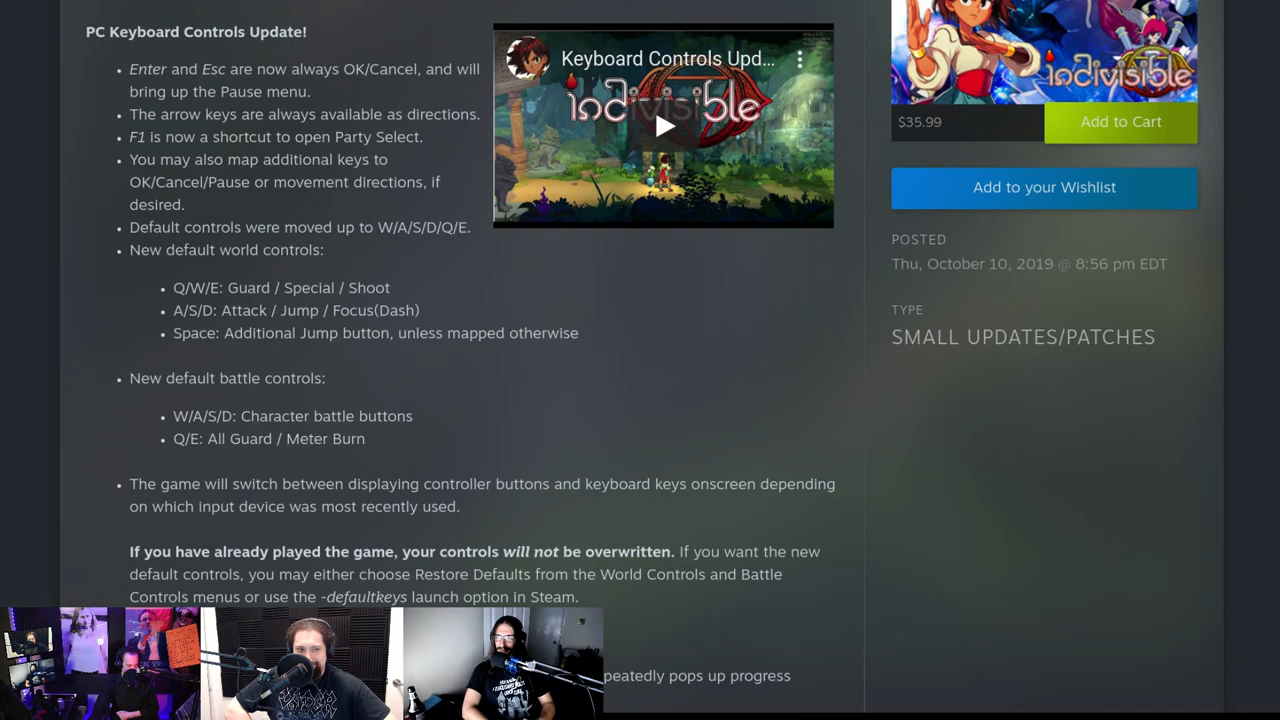 PC Keyboard Controls Update!
Enter and Esc are now always OK/Cancel, and will
bring up the Pause menu.
The arrow keys are always available as directions.
F1 is now a shortcut to open Party Select.
You may also map additional keys to
OK/Cancel/Pause or movement directions, if
desired.
Default controls were moved up to W/A/S/D/Q/E.
New default world controls:
Q/W/E: Guard / Special / Shoot
A/S/D: Attack / Jump / Focus(Dash)
Space: Additional Jump button, unless mapped otherwise
New default battle controls:
W/A/S/D: Character battle buttons
Q/E: All Guard / Meter Burn
The game will switch between displaying controller buttons and keyboard keys onscreen depending
on which input device was most recently used.
If you have already played the game, your controls will not be overwritten. If you want the new
default controls, you may either choose Restore Defaults from the World Controls and Battle
Controls menus or use the -defaultkeys launch option in Steam.
peatedly pops up progress
Keyboard Controls Upd...
indivisible
indivisible
$35.99
Add to Cart
Add to your Wishlist
POSTED
Thu, October 10, 2019 @ 8:56 pm EDT
TYPE
SMALL UPDATES/PATCHES